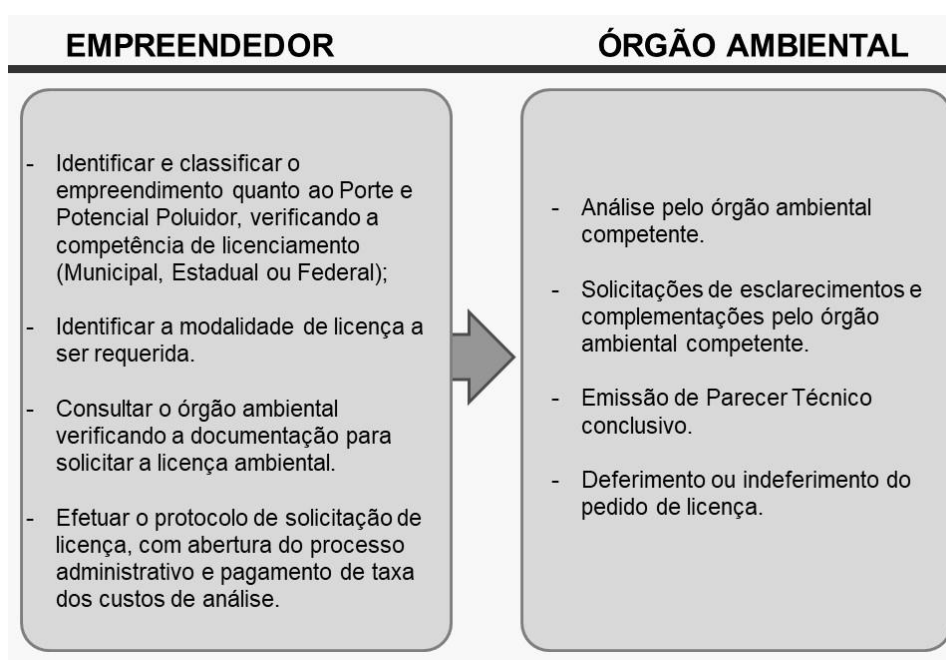 EMPREENDEDOR
ÓRGÃO AMBIENTAL
- Identificar e classificar o
empreendimento quanto ao Porte e
Potencial Poluidor, verificando a
competência de licenciamento
(Municipal, Estadual ou Federal);
- Identificar a modalidade de licença a
ser requerida.
- Consultar o órgão ambiental
verificando a documentação para
solicitar a licença ambiental.
- Efetuar o protocolo de solicitação de
licença, com abertura do processo
administrativo e pagamento de taxa
dos custos de análise.
- Análise pelo órgão ambiental
competente.
- Solicitações de esclarecimentos e
complementações pelo órgão
ambiental competente.
- Emissão de Parecer Técnico
conclusivo.
- Deferimento ou indeferimento do
pedido de licença.